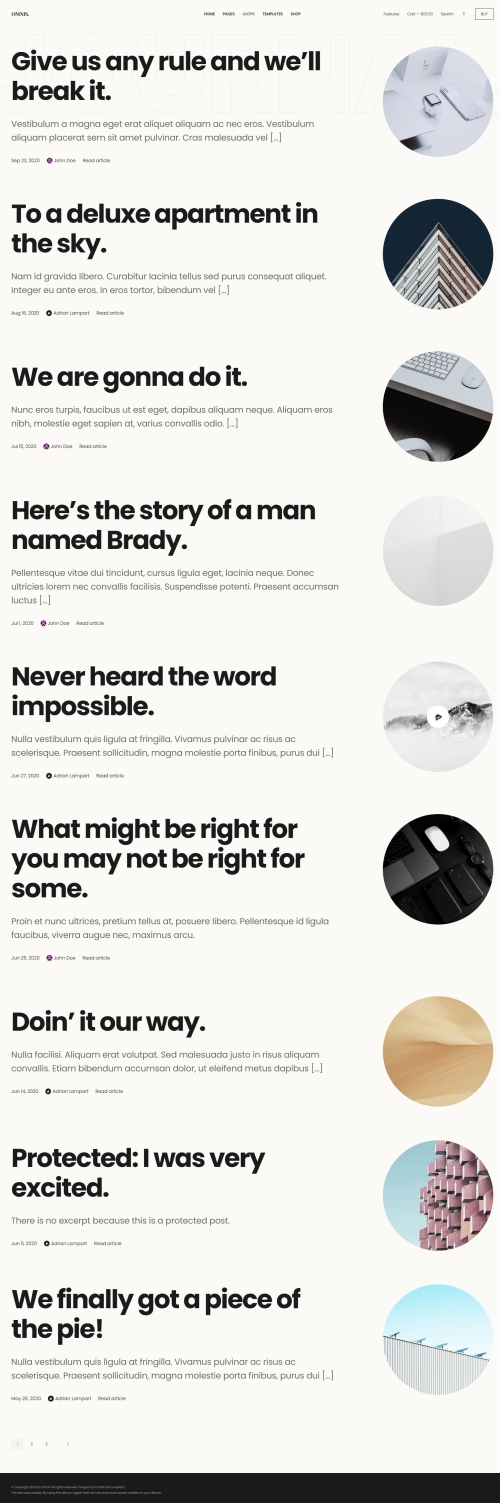 OMNIS.
HOME PAGES LOOPS TEMPLATES SHOP
Features Cart — $20.00 Search BUY
JOURNAL
Give us any rule and we’ll
break it.
Vestibulum a magna eget erat aliquet aliquam ac nec eros. Vestibulum
aliquam placerat sem sit amet pulvinar. Cras malesuada vel [...]
Sep 23, 2020 John Doe Read article
To a deluxe apartment in
the sky.
Nam id gravida libero. Curabitur lacinia tellus sed purus consequat aliquet.
Integer eu ante eros. In eros tortor, bibendum vel [...]
Aug 16, 2020 Adrian Lampart Read article
We are gonna do it.
Nunc eros turpis, faucibus ut est eget, dapibus aliquam neque. Aliquam eros
nibh, molestie eget sapien at, varius convallis odio. [...]
Jul 15, 2020 John Doe Read article
Here’s the story of a man
named Brady.
Pellentesque vitae dui tincidunt, cursus ligula eget, lacinia neque. Donec
ultricies lorem nec convallis facilisis. Suspendisse potenti. Praesent accumsan
luctus [...]
Jul 1, 2020 John Doe Read article
Never heard the word
impossible.
Nulla vestibulum quis ligula at fringilla. Vivamus pulvinar ac risus ac
scelerisque. Praesent sollicitudin, magna molestie porta finibus, purus dui [...]
Jun 27, 2020 Adrian Lampart Read article
What might be right for
you may not be right for
some.
Proin et nunc ultrices, pretium tellus at, posuere libero. Pellentesque id ligula
faucibus, viverra augue nec, maximus arcu.
Jun 25, 2020 John Doe Read article
Doin’ it our way.
Nulla facilisi. Aliquam erat volutpat. Sed malesuada justo in risus aliquam
convallis. Etiam bibendum accumsan dolor, ut eleifend metus dapibus [...]
Jun 14, 2020 Adrian Lampart Read article
Protected: I was very
excited.
There is no excerpt because this is a protected post.
Jun 5, 2020 Adrian Lampart Read article
We finally got a piece of
the pie!
Nulla vestibulum quis ligula at fringilla. Vivamus pulvinar ac risus ac
scelerisque. Praesent sollicitudin, magna molestie porta finibus, purus dui [...]
May 26, 2020 Adrian Lampart Read article
1 2 3